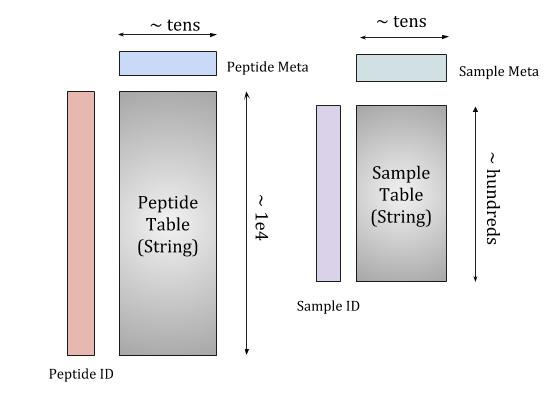 ~ tens
Peptide Meta
Peptide
Table
(String)
~ 1e4
Peptide ID
~ tens
Sample Meta
Sample
Table
(String)
~ hundreds
Sample ID